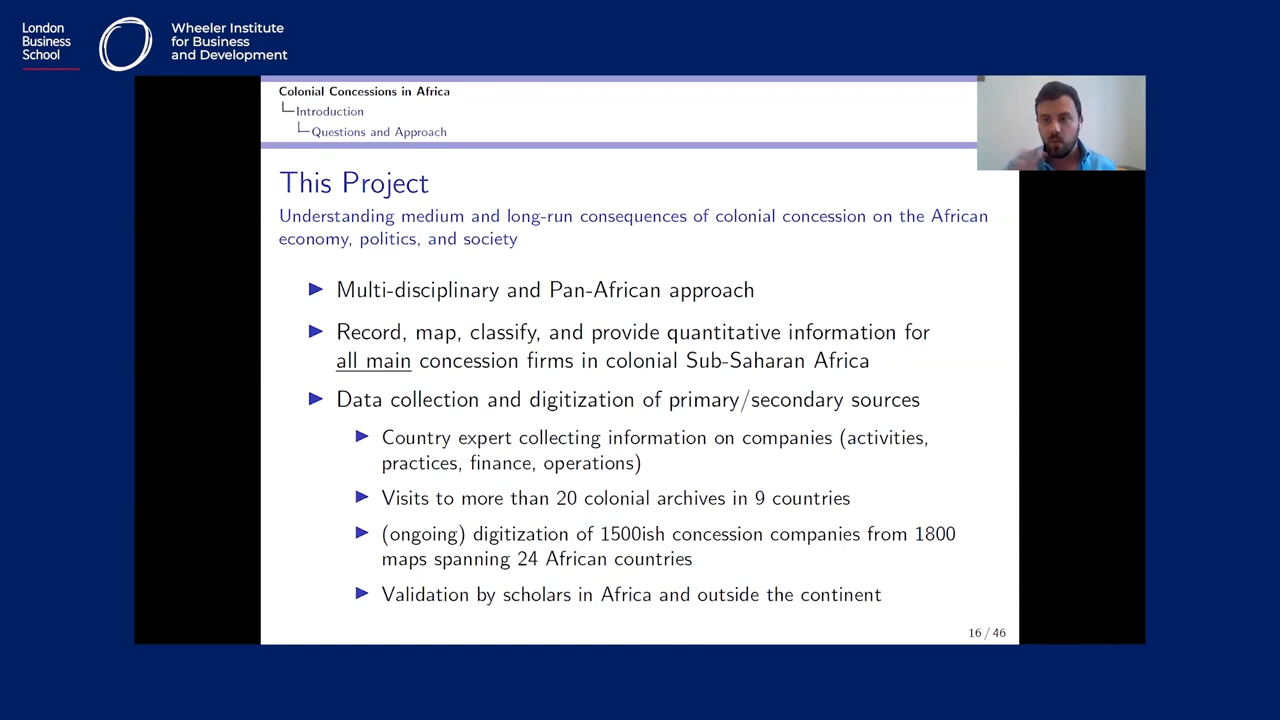 London
Business
School
Wheeler Institute
for Business
and Development
Colonial Concessions in Africa
Introduction
Questions and Approach
This Project
Understanding medium and long-run consequences of colonial concession on the African
economy, politics, and society
Multi-disciplinary and Pan-African approach
Record, map, classify, and provide quantitative information for
all main concession firms in colonial Sub-Saharan Africa
Data collection and digitization of primary/secondary sources
Country expert collecting information on companies (activities,
practices, finance, operations)
Visits to more than 20 colonial archives in 9 countries
(ongoing) digitization of 1500ish concession companies from 1800
maps spanning 24 African countries
Validation by scholars in Africa and outside the continent
16 / 46